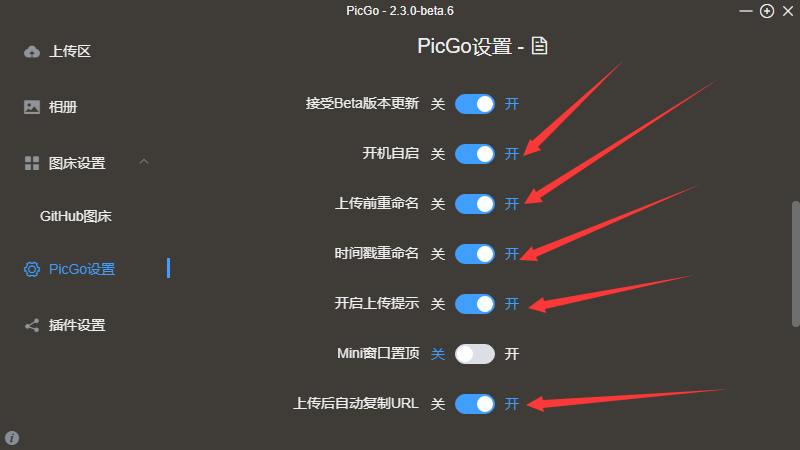 PicGo - 2.3.0-beta.6
上传区
相册
图床设置
GitHub图床
PicGo设置
插件设置
PicGo设置 -
接受Beta版本更新 关 开
开机自启 关 开
上传前重命名 关 开
时间戳重命名 关 开
开启上传提示 关 开
Mini窗口置顶 关 开
上传后自动复制URL 关 开